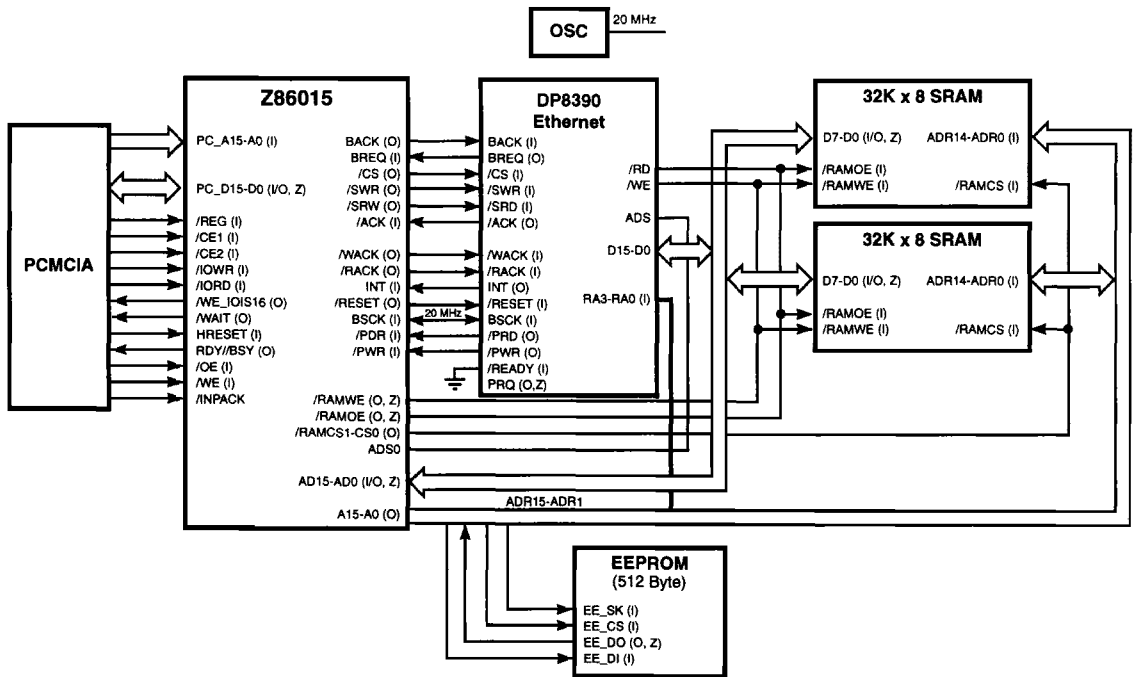 OSC
20 MHz
PCMCIA
Z86015
PC_A15-A0 (I)
PC_D15-D0 (I/O, Z)
/REG (I)
/CE1 (I)
/CE2 (I)
/IOWR (I)
/IORD (I)
/WE_IOIS16 (O)
/WAIT (O)
HRESET (I)
RDY//BSY (O)
/OE (I)
/WE (I)
/INPACK
BACK (O)
BREQ (I)
/CS (O)
/SWR (O)
/SRW (O)
/ACK (I)
/WACK (O)
/RACK (O)
INT (I)
/RESET (O)
BSCK (I)
/PDR (I)
/PWR (I)
/RAMWE (O, Z)
/RAMOE (O, Z)
/RAMCS1-CS0 (O)
ADS0
AD15-AD0 (I/O, Z)
A15-A0 (O)
20 MHz
ADR15-ADR1
DP8390
Ethernet
BACK (I)
BREQ (O)
/CS (I)
/SWR (I)
/SRD (I)
/ACK (O)
/WACK (I)
/RACK (I)
INT (O)
/RESET (I)
BSCK (I)
/PRD (O)
/PWR (O)
/READY (I)
PRQ (O,Z)
/RD
/WE
ADS
D15-D0
RA3-RA0 (I)
32K x 8 SRAM
D7-D0 (I/O, Z)
ADR14-ADR0 (I)
/RAMOE (I)
/RAMWE (I)
/RAMCS (I)
32K x 8 SRAM
D7-D0 (I/O, Z)
ADR14-ADR0 (I)
/RAMOE (I)
/RAMWE (I)
/RAMCS (I)
EEPROM
(512 Byte)
EE_SK (I)
EE_CS (I)
EE_DO (O, Z)
EE_DI (I)